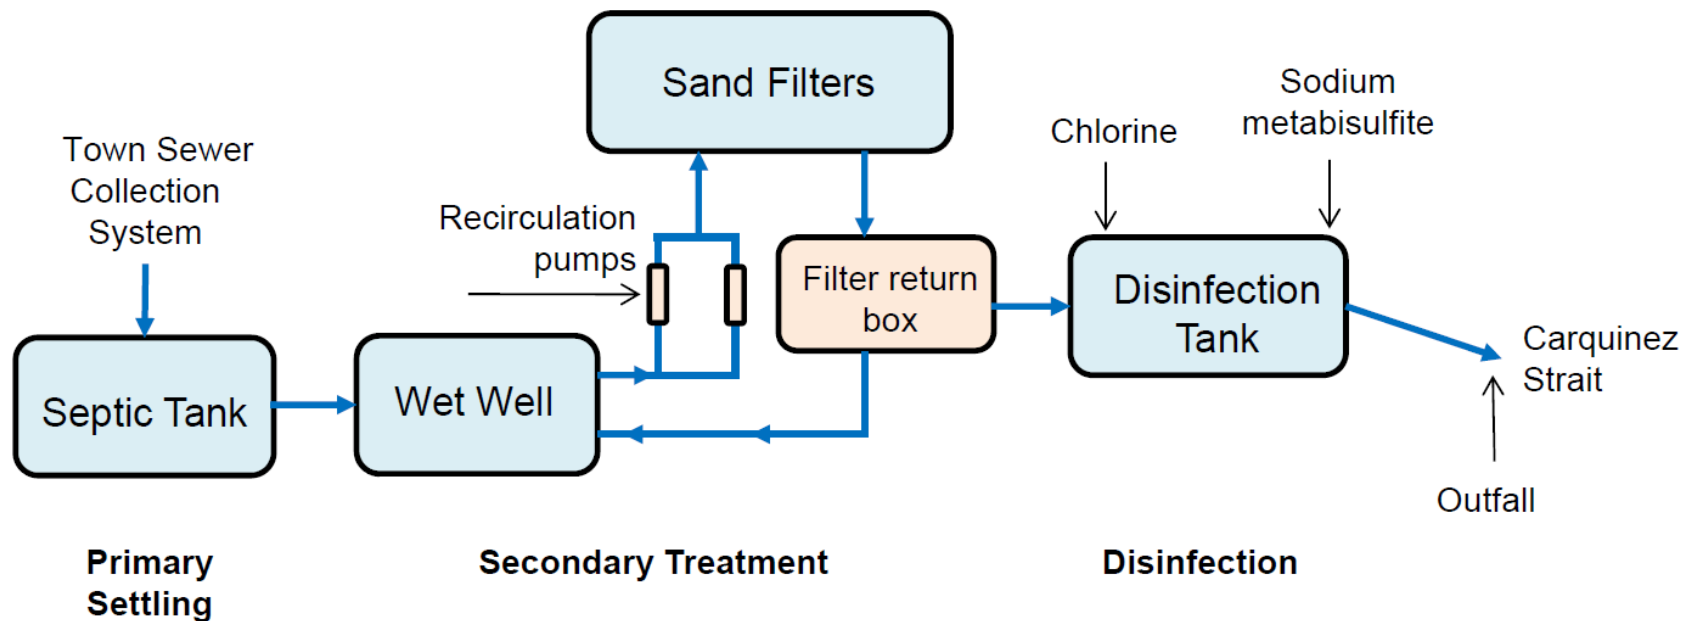 Town Sewer
Collection
System
Septic Tank
Wet Well
Recirculation
pumps
Sand Filters
Filter return
box
Chlorine
Sodium
metabisulfite
Disinfection
Tank
Carquinez
Strait
Outfall
Primary
Settling
Secondary Treatment
Disinfection